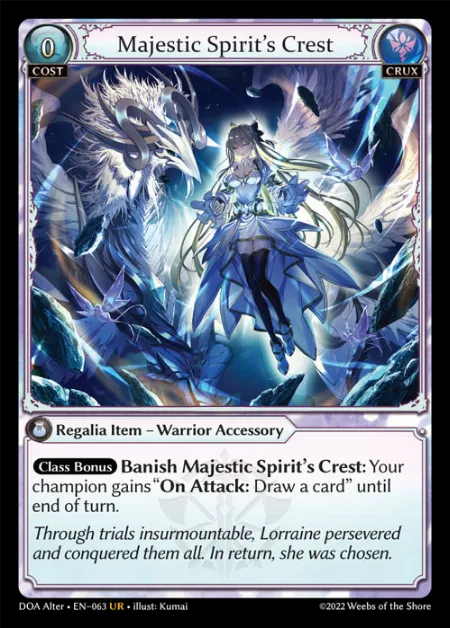 0
Majestic Spirit's Crest
COST
CRUX
Regalia Item – Warrior Accessory
Class Bonus Banish Majestic Spirit's Crest: Your
champion gains “On Attack: Draw a card” until
end of turn.
Through trials insurmountable, Lorraine persevered
and conquered them all. In return, she was chosen.
DOA Alter • EN-063 UR • illust: Kumai
©2022 Weebs of the Shore